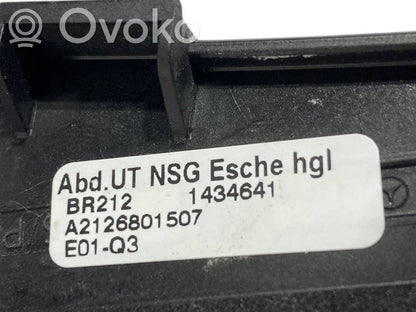 Ovoko
Abd.UT NSG Esche hgl
BR212 1434641
A2126801507
E01-Q3